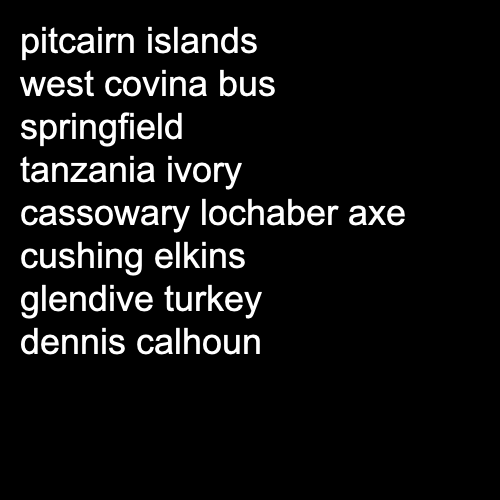 pitcairn islands
west covina bus
springfield
tanzania ivory
cassowary lochaber axe
cushing elkins
glendive turkey
dennis calhoun